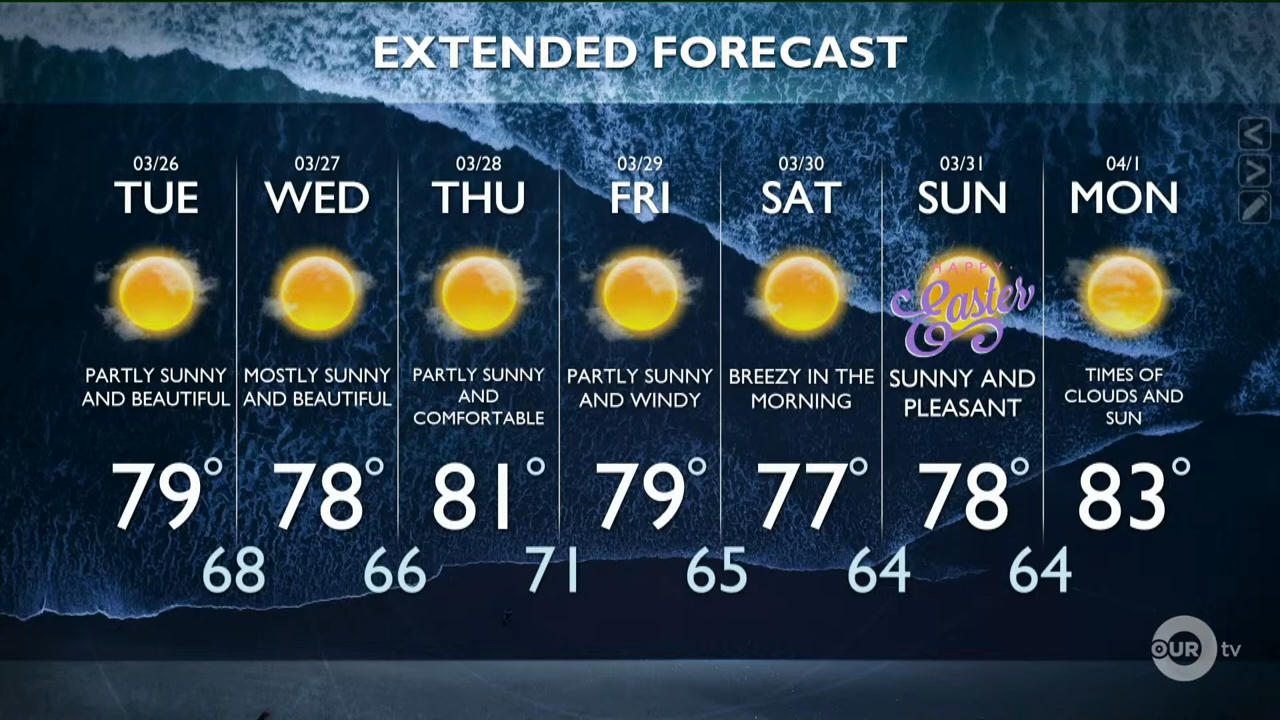 EXTENDED FORECAST
03/26
TUE
PARTLY SUNNY
AND BEAUTIFUL
79°
68
03/27
WED
MOSTLY SUNNY
AND BEAUTIFUL
78°
66
03/28
THU
PARTLY SUNNY
AND
COMFORTABLE
81°
71
03/29
FRI
PARTLY SUNNY
AND WINDY
79°
65
03/30
SAT
BREEZY IN THE
MORNING
77°
64
03/31
SUN
HAPPY
Easter
SUNNY AND
PLEASANT
78°
64
04/1
MON
TIMES OF
CLOUDS AND
SUN
83°
OUR tv